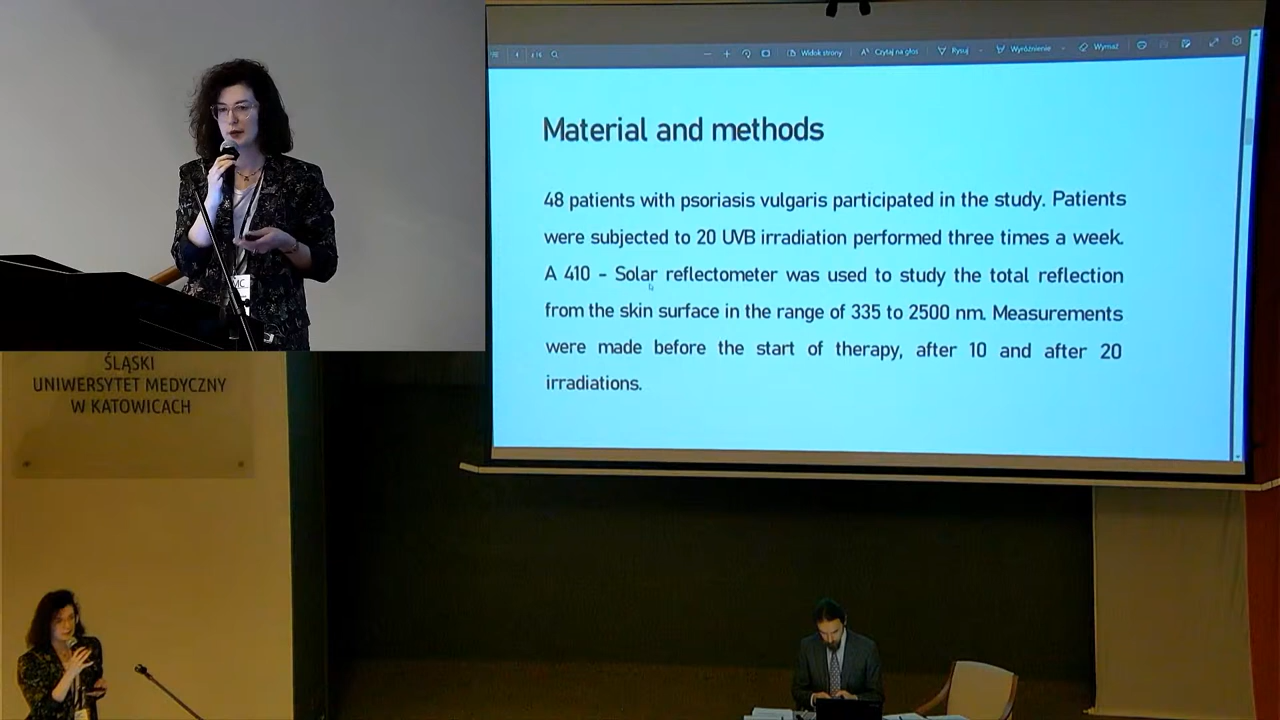 4 z 16
Widok strony
Czytaj na głos
Rysuj
Wyróżnienie
Wymaż
Material and methods
48 patients with psoriasis vulgaris participated in the study. Patients
were subjected to 20 UVB irradiation performed three times a week.
A 410 - Solar reflectometer was used to study the total reflection
from the skin surface in the range of 335 to 2500 nm. Measurements
were made before the start of therapy, after 10 and after 20
irradiations.
MC
ŚLĄSKI
UNIWERSYTET MEDYCZNY
W KATOWICACH